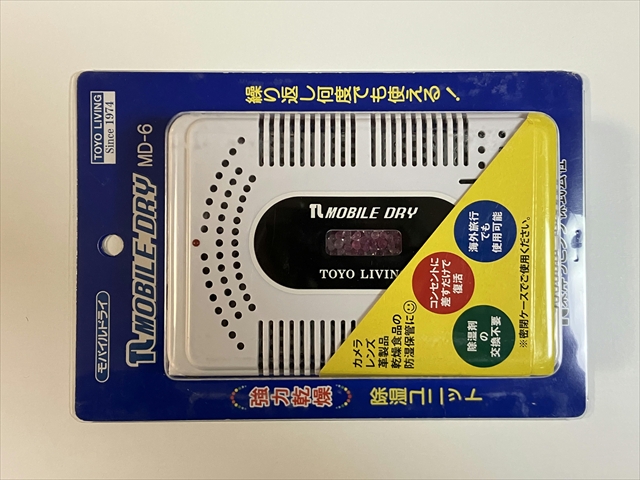 TOYO LIVING
Since 1974
モバイルドライ
MOBILE DRY MD-6
繰り返し何度でも使える!
MOBILE DRY
TOYO LIVING
海外旅行
でも
使用可能
コンセントに
差すだけで
復活
除湿剤
の
交換不要
カメラ
レンズ
革製品
乾燥食品の
防湿保管に
※密閉ケースでご使用ください。
強力乾燥
除湿ユニット